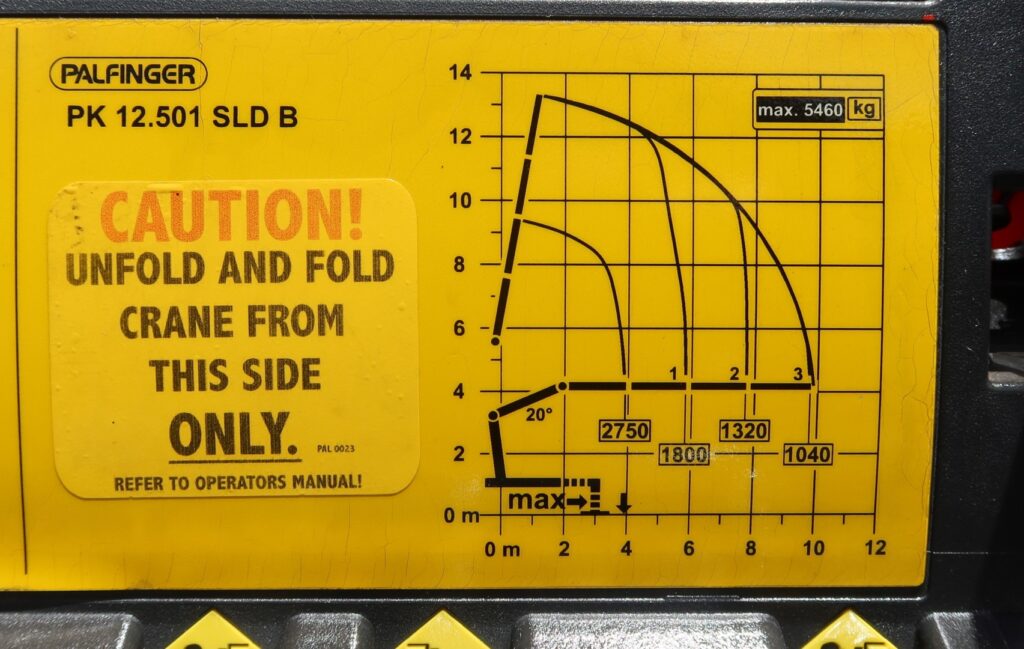 PALFINGER
PK 12.501 SLD B
CAUTION!
UNFOLD AND FOLD
CRANE FROM
THIS SIDE
ONLY.
PAL 0023
REFER TO OPERATORS MANUAL!
max. 5460 kg
14
12
10
8
6
4
2
0 m
1 2 3
20°
2750 1320
1800 1040
max
0 m 2 4 6 8 10 12